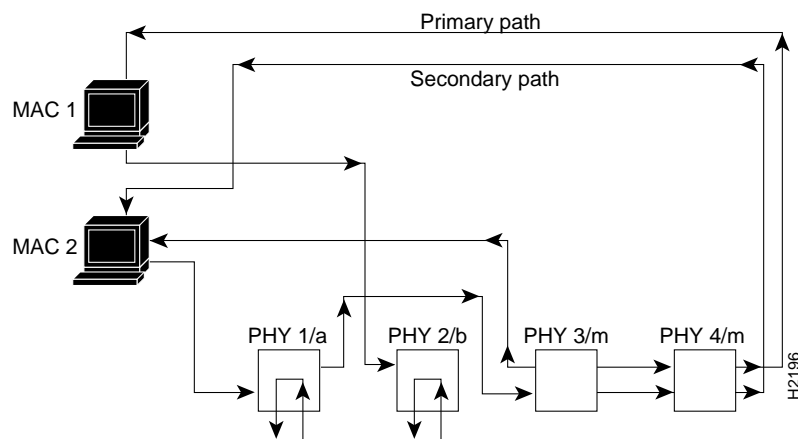 Primary path
Secondary path
MAC 1
MAC 2
PHY 1/a
PHY 2/b
PHY 3/m
PHY 4/m
H2196